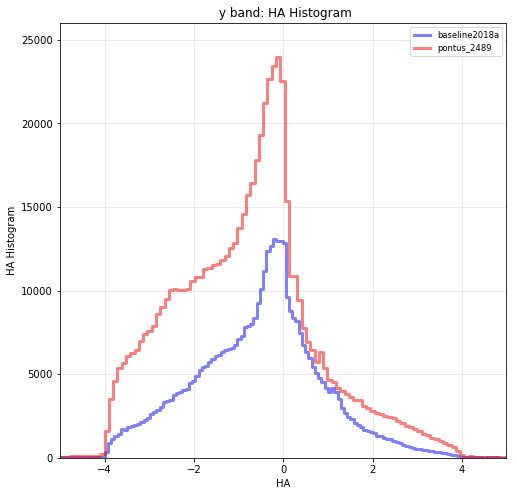 y band: HA Histogram
baseline2018a
pontus_2489
HA Histogram
25000
20000
15000
10000
5000
0
−4
−2
0
2
4
HA